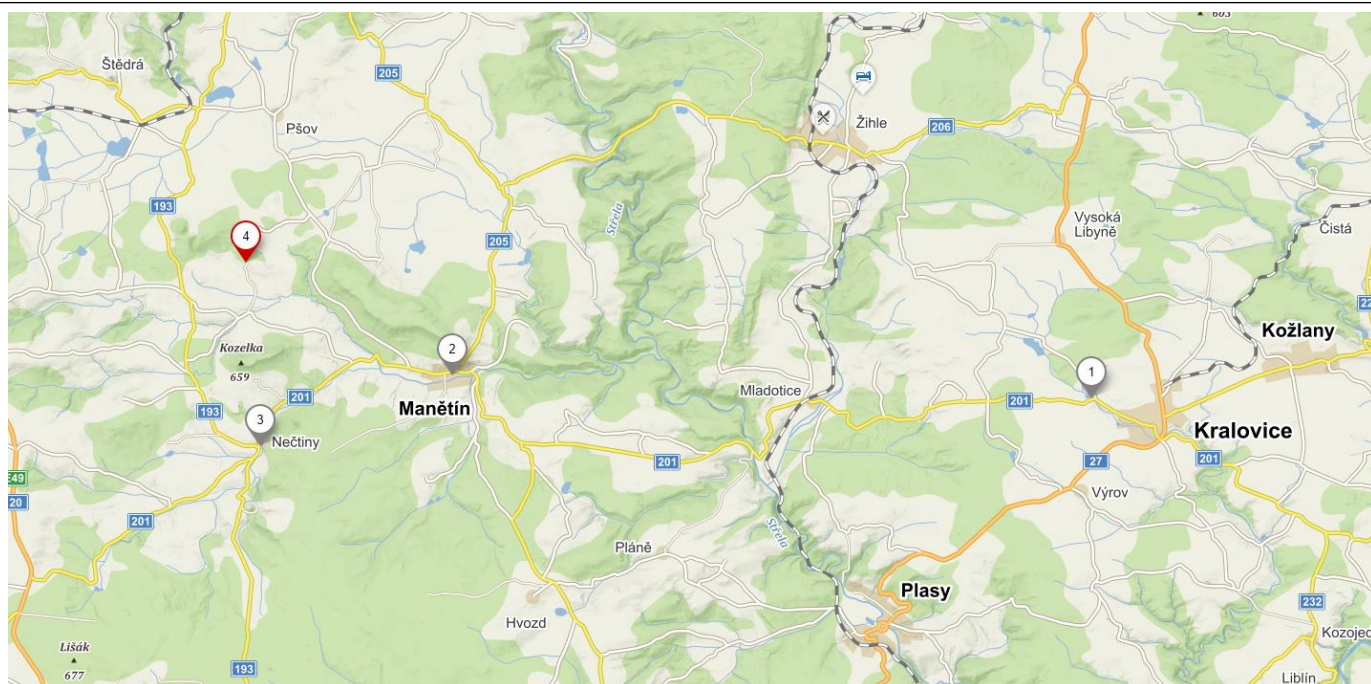 603
Štědrá
205
Pšov
Žihle
206
193
4
205
Střela
Vysoká
Libyně
Čistá
22
Kožlany
Kozelka
659
2
1
Mladotice
201
201
Manětín
193
3
Nečtiny
Kralovice
E49
20
201
27
201
Výrov
201
Střela
Pláně
Plasy
Hvozd
232
Kozojed
Lišák
677
193
Liblín